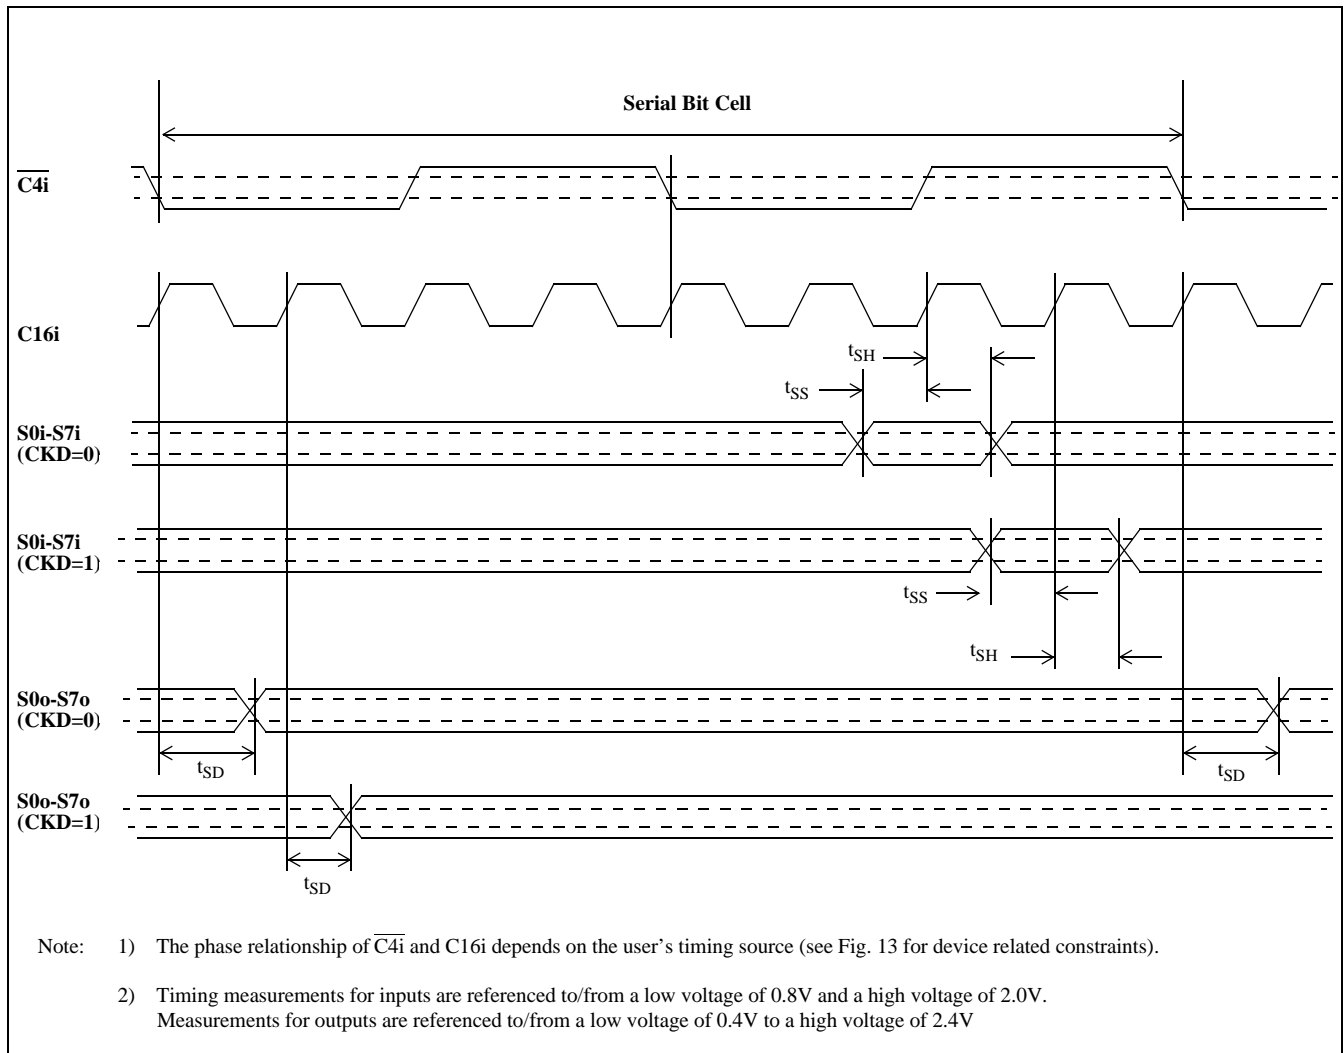 Serial Bit Cell
C4i
C16i
tSH
tSS
S0i-S7i
(CKD=0)
S0i-S7i
(CKD=1)
tSS
tSH
S0o-S7o
(CKD=0)
tSD
tSD
S0o-S7o
(CKD=1)
tSD
Note: 1) The phase relationship of C4i and C16i depends on the user's timing source (see Fig. 13 for device related constraints).
2) Timing measurements for inputs are referenced to/from a low voltage of 0.8V and a high voltage of 2.0V.
Measurements for outputs are referenced to/from a low voltage of 0.4V to a high voltage of 2.4V